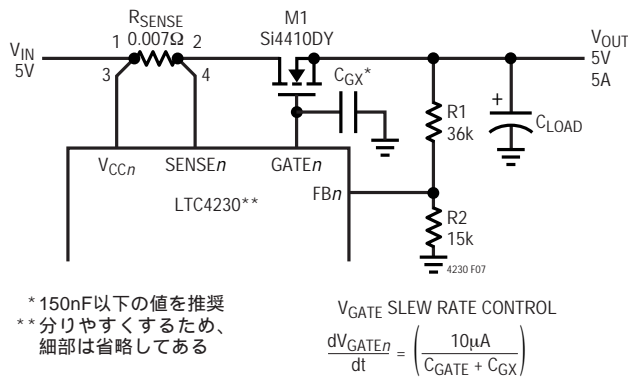 RSENSE
0.007Ω
M1
Si4410DY
VIN
5V
1 2
3 4
VOUT
5V
5A
CGX*
R1
36k
+
CLOAD
VCCn SENSEn GATEn
FBn
LTC4230**
R2
15k
4230 F07
*150nF以下の値を推奨
**分りやすくするため、
細部は省略してある
VGATE SLEW RATE CONTROL
dVGATEn/dt = (10µA/(CGATE + CGX))